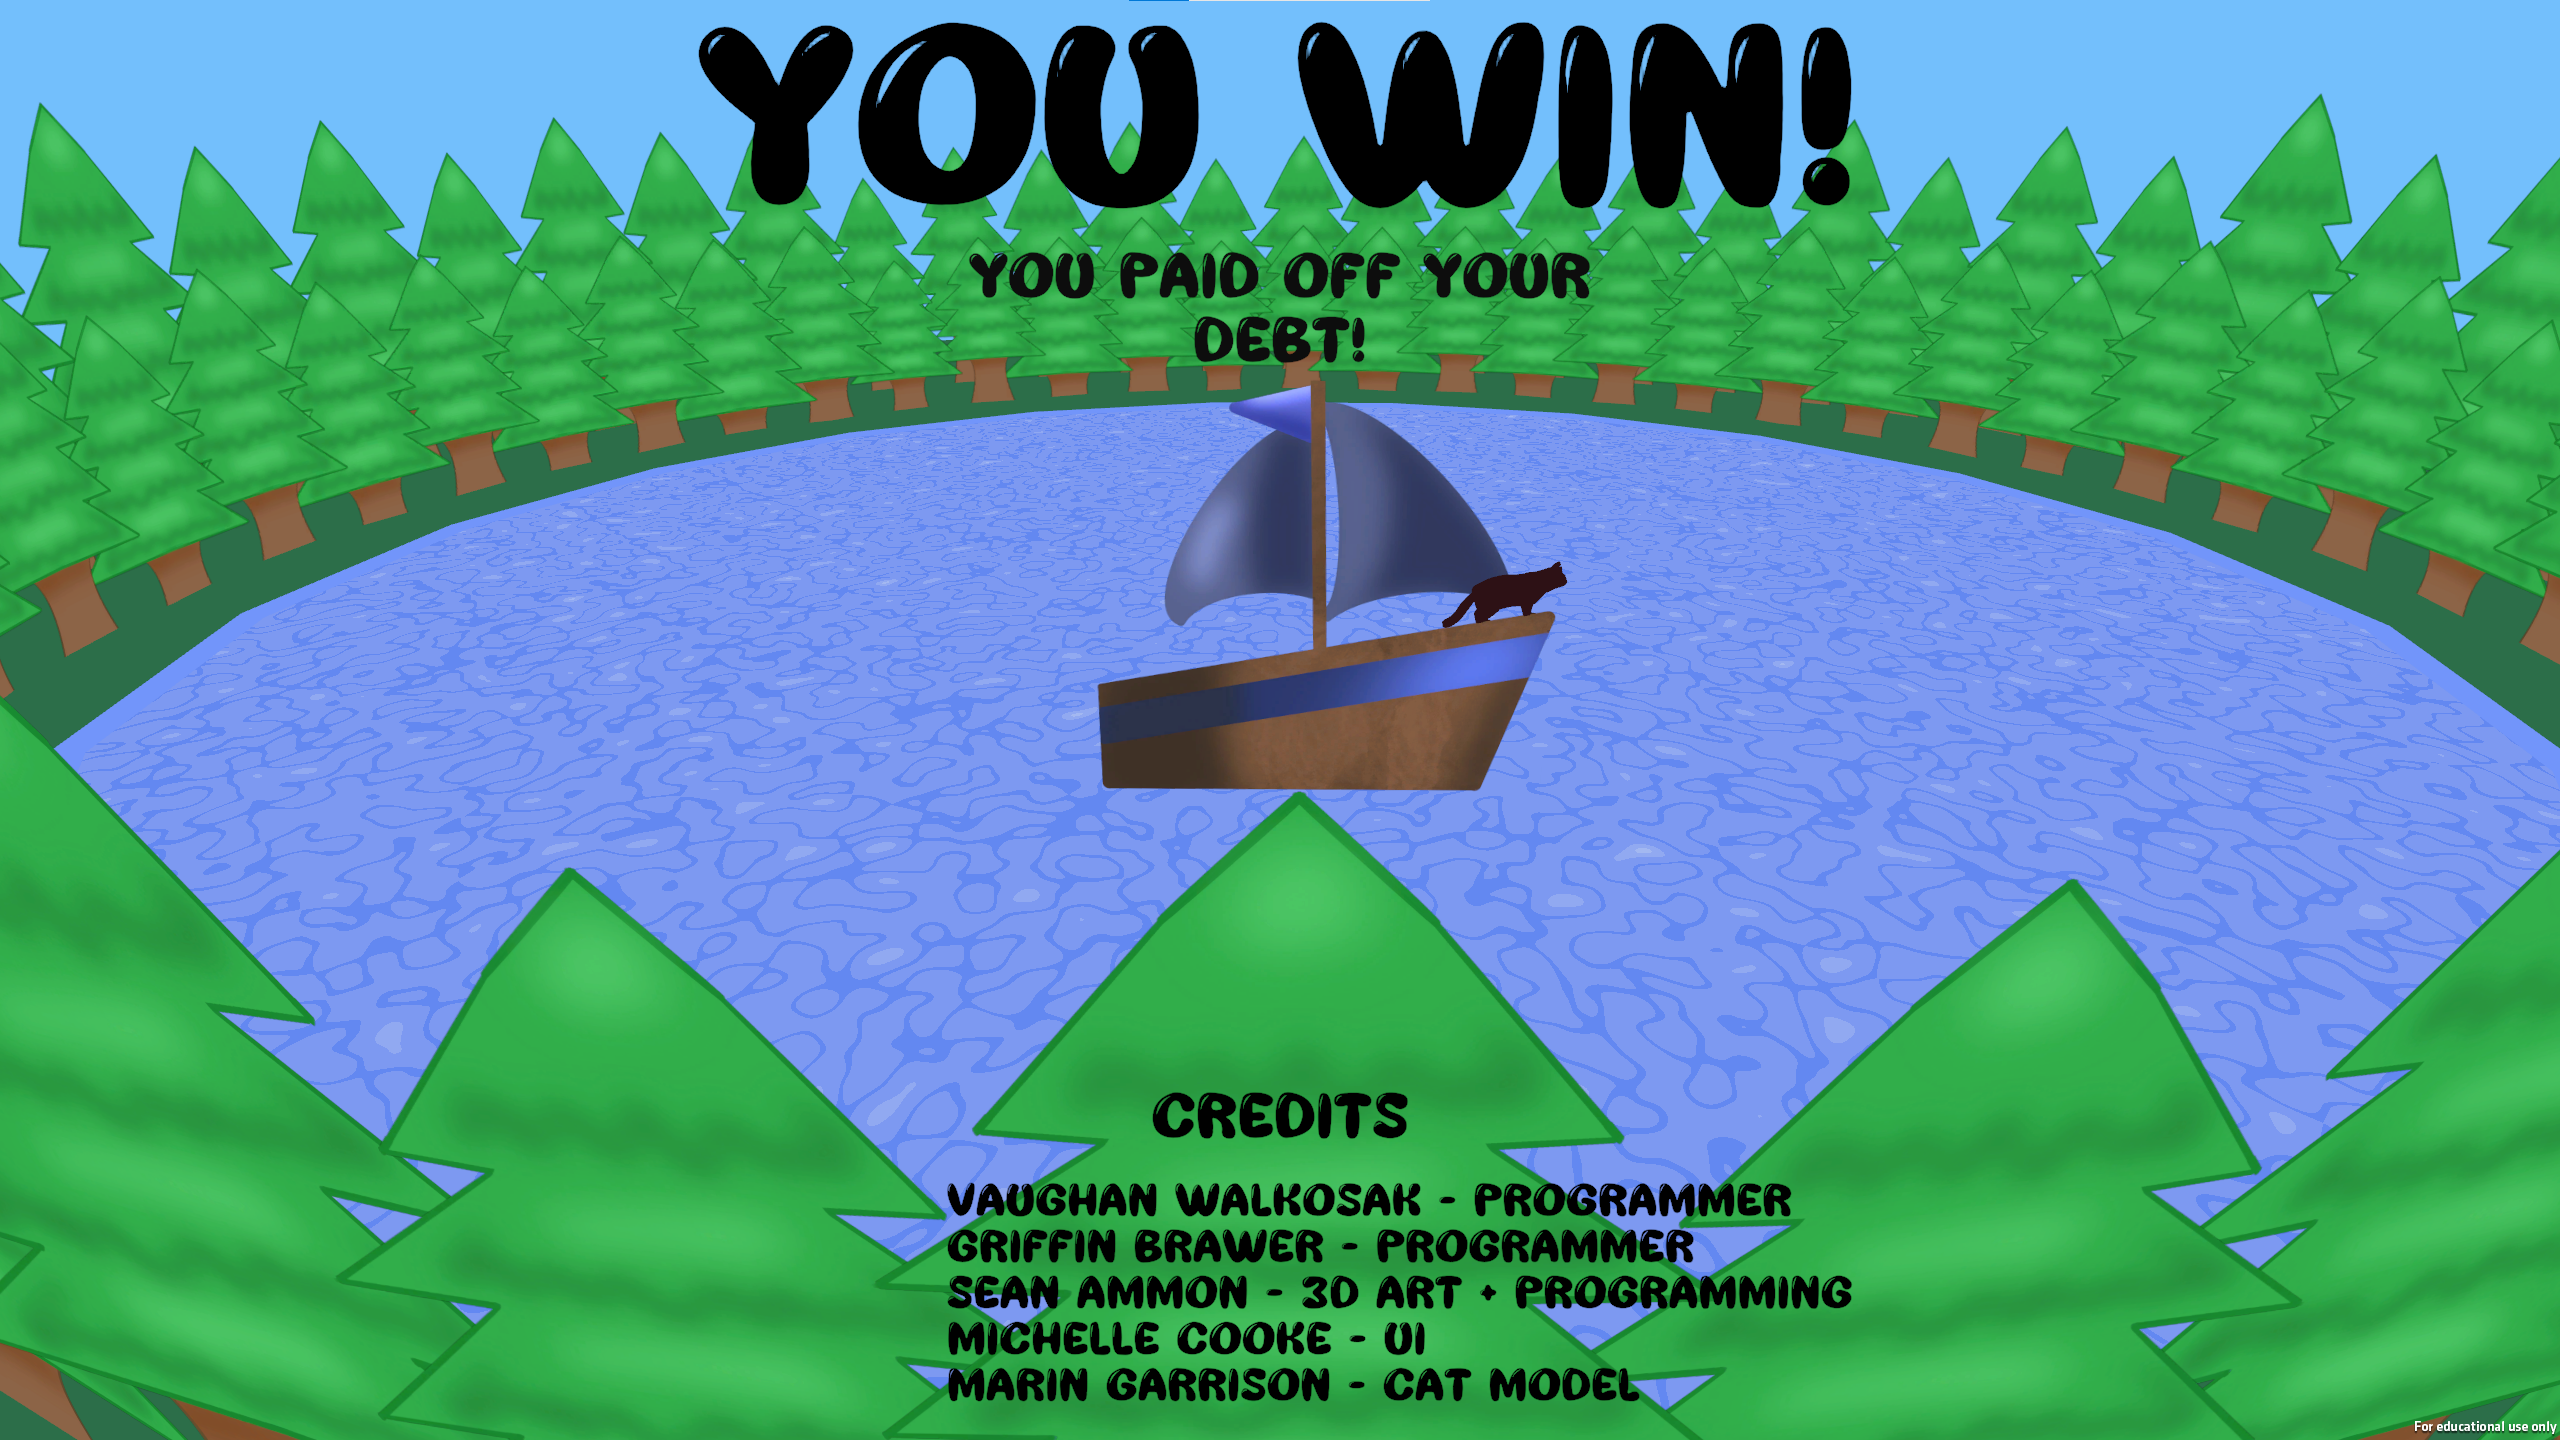 YOU WIN!
YOU PAID OFF YOUR
DEBT!
CREDITS
VAUGHAN WALKOSAK - PROGRAMMER
GRIFFIN BRAWER - PROGRAMMER
SEAN AMMON - 3D ART + PROGRAMMING
MICHELLE COOKE - UI
MARIN GARRISON - CAT MODEL
For educational use only